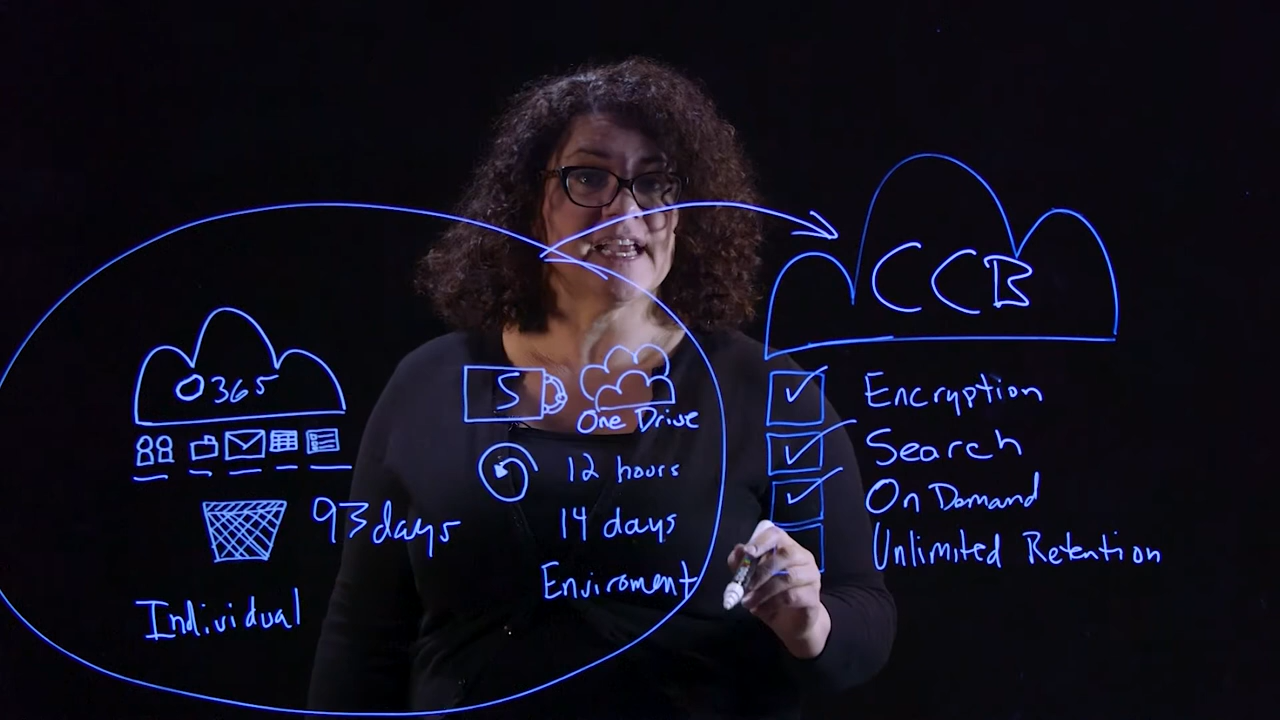 O365
93 days
Individual
S
One Drive
12 hours
14 days
Enviroment
CCB
Encryption
Search
On Demand
Unlimited Retention